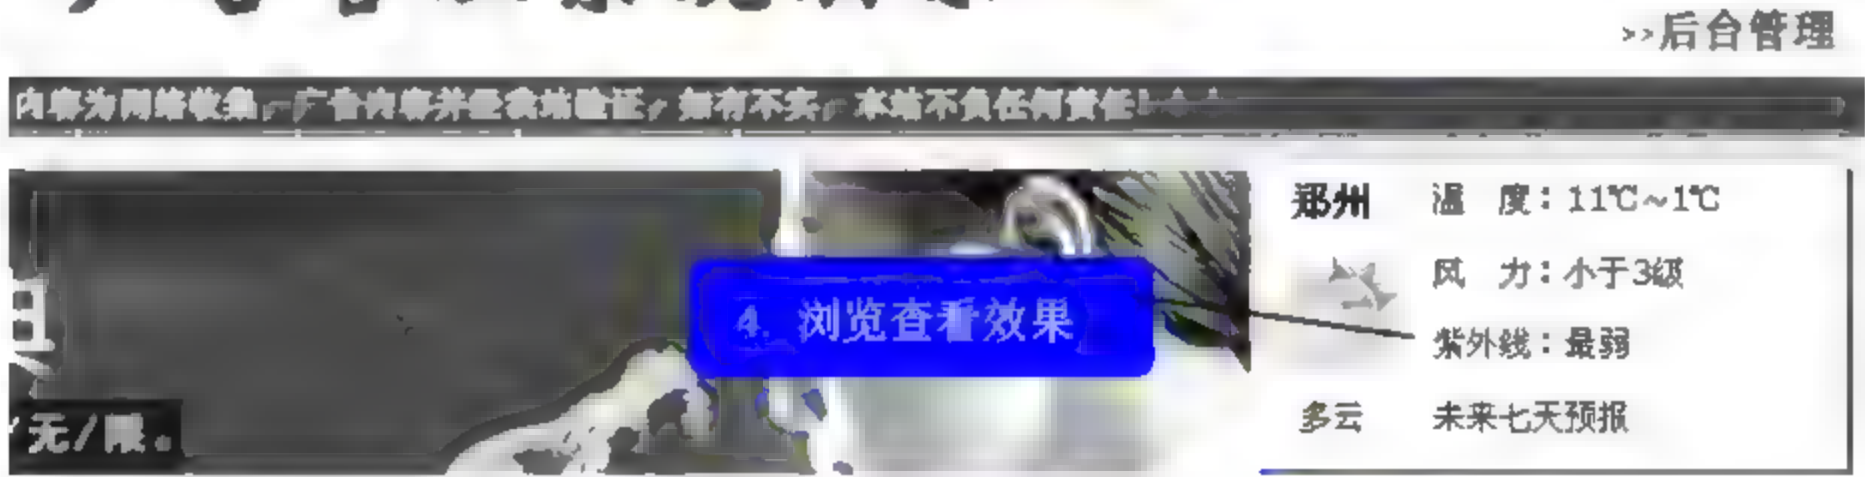 >>后台管理
内容为网络收集，广告内容并经我站验证，如有不实，本站不负任何责任
郑州 温 度：11℃~1℃
风 力：小于3级
4. 浏览查看效果
紫外线：最弱
无/限。
多云 未来七天预报